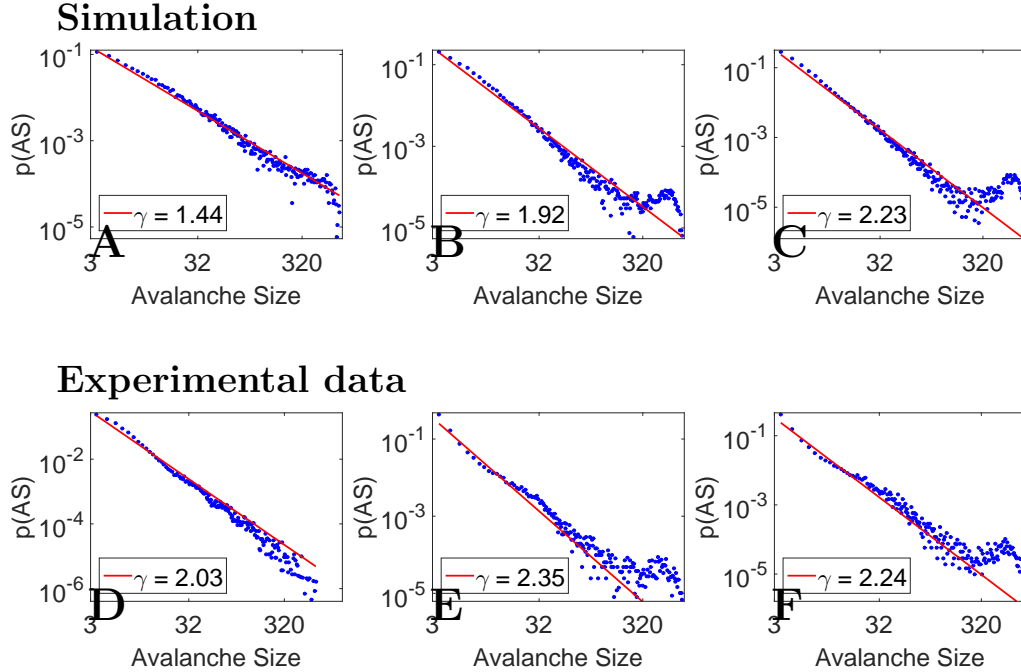 Simulation
p(AS)
10^-1
10^-3
10^-5
γ = 1.44
A
3
32
320
Avalanche Size
p(AS)
10^-1
10^-3
10^-5
γ = 1.92
B
3
32
320
Avalanche Size
p(AS)
10^-1
10^-3
10^-5
γ = 2.23
C
3
32
320
Avalanche Size
Experimental data
p(AS)
10^-2
10^-4
10^-6
γ = 2.03
D
3
32
320
Avalanche Size
p(AS)
10^-1
10^-3
10^-5
γ = 2.35
E
3
32
320
Avalanche Size
p(AS)
10^-1
10^-3
10^-5
γ = 2.24
F
3
32
320
Avalanche Size